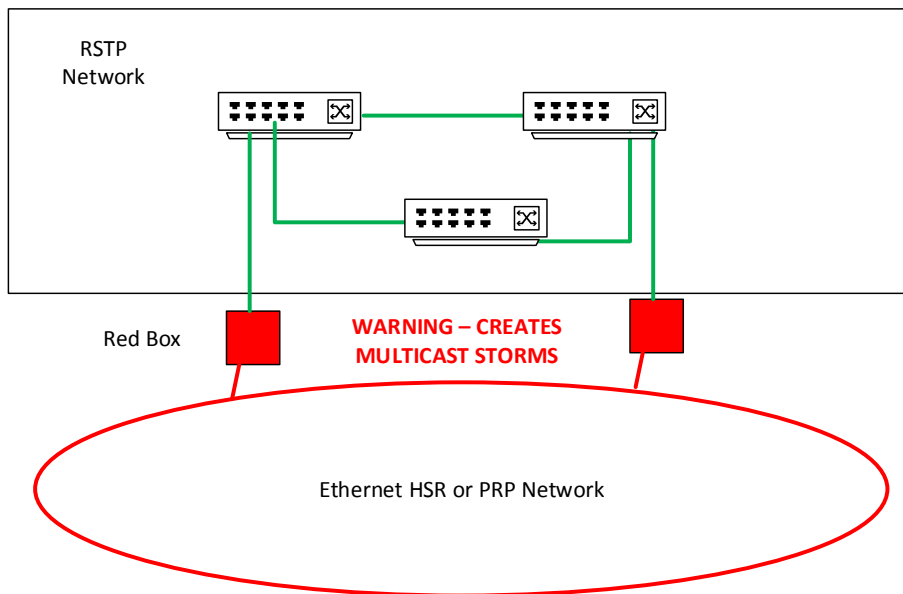 RSTP
Network
Red Box
WARNING – CREATES
MULTICAST STORMS
Ethernet HSR or PRP Network